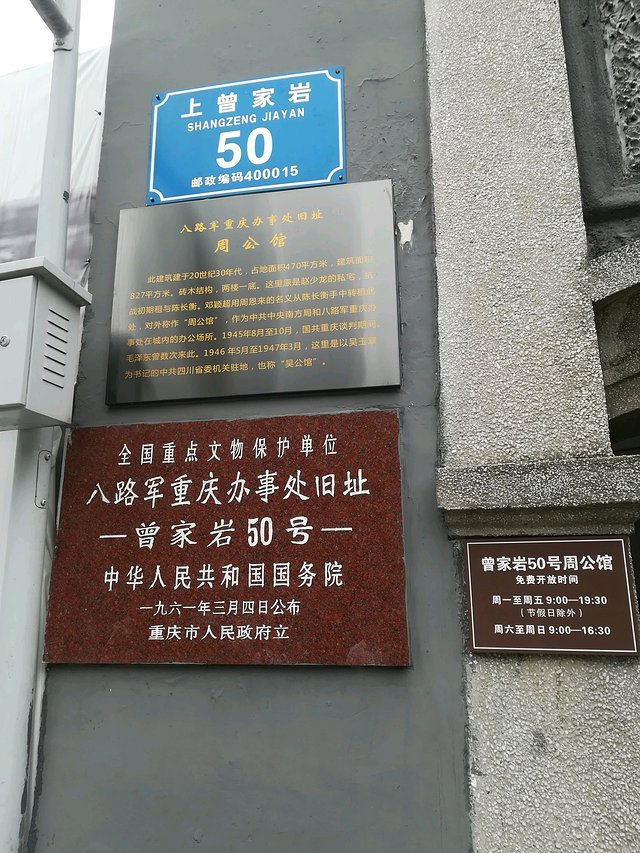 上曾家岩
SHANGZENG JIAYAN
50
邮政编码400015
八路军重庆办事处旧址
周公馆
此建筑建于20世纪30年代，占地面积470平方米，建筑面积
827平方米。砖木结构，两楼一底。这里原是赵少龙的私宅，抗
战初期租与陈长衡。邓颖超用周恩来的名义从陈长衡手中转租此
处，对外称作“周公馆”，作为中共中央南方局和八路军重庆办
事处在城内的办公场所。1945年8月至10月，国共重庆谈判期间，
毛泽东曾数次来此。1946年5月至1947年3月，这里是以吴玉章
为书记的中共四川省委机关驻地，也称“吴公馆”。
全国重点文物保护单位
八路军重庆办事处旧址
—曾家岩50号—
中华人民共和国国务院
一九六一年三月四日公布
重庆市人民政府立
曾家岩50号周公馆
免费开放时间
周一至周五 9:00—19:30
（节假日除外）
周六至周日 9:00—16:30